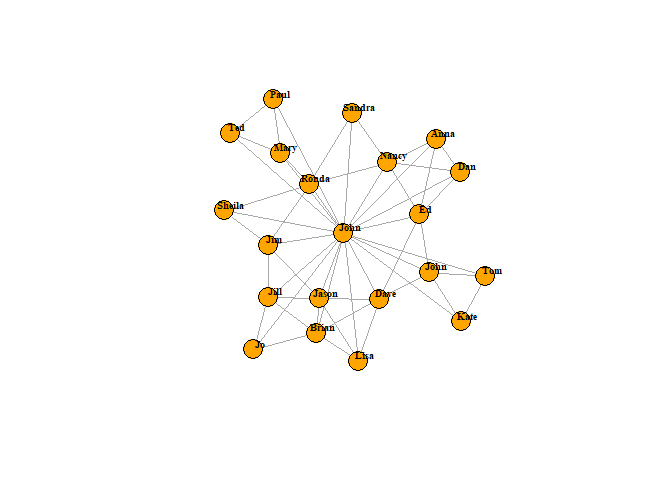 Paul
Sandra
Ted
Anna
Mary
Nancy
Dan
Ronda
Sheila
Ed
John
Jim
John
Tom
Jill
Jason
Dave
Kate
Brian
Jo
Lisa